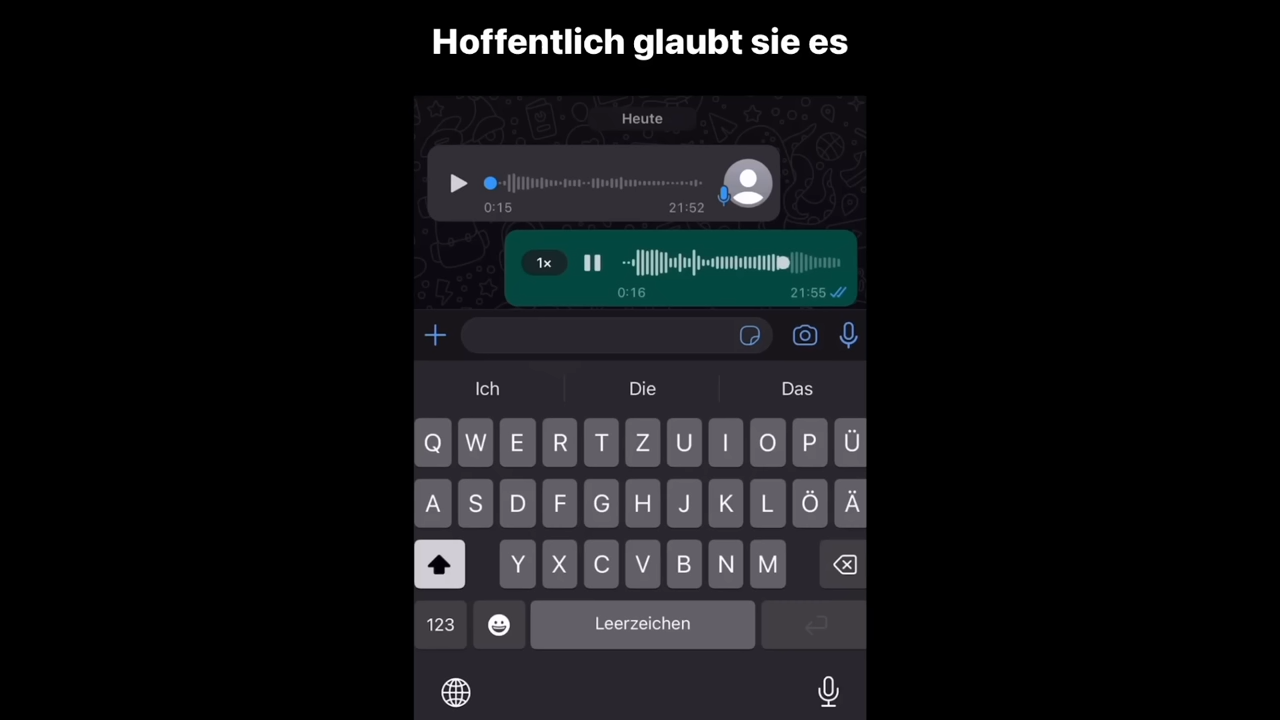 Hoffentlich glaubt sie es
Heute
0:15 21:52
1×
0:16 21:55
Ich Die Das
Q W E R T Z U I O P Ü
A S D F G H J K L Ö Ä
Y X C V B N M
123 Leerzeichen